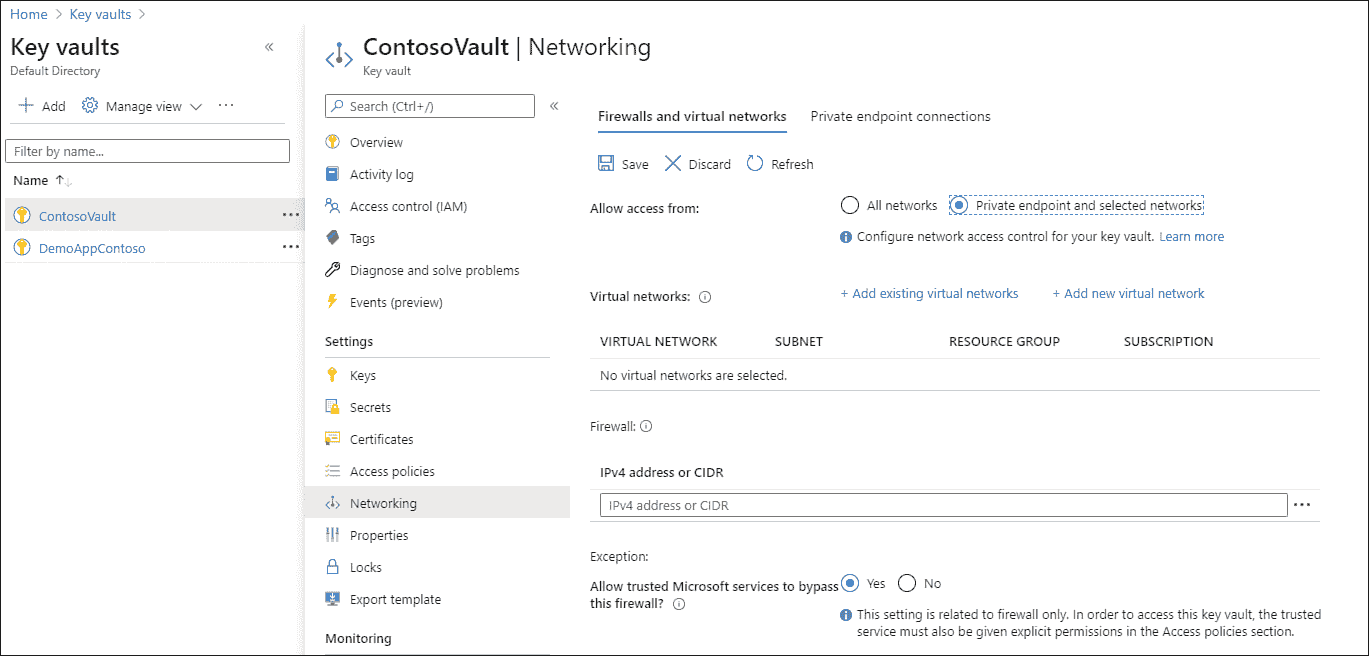 Home > Key vaults >
Key vaults
«
Default Directory
+ Add Manage view ···
Filter by name...
Name ↑↓
ContosoVault ···
DemoAppContoso ···
ContosoVault | Networking
Key vault
Search (Ctrl+/)
«
Overview
Activity log
Access control (IAM)
Tags
Diagnose and solve problems
Events (preview)
Settings
Keys
Secrets
Certificates
Access policies
Networking
Properties
Locks
Export template
Monitoring
Firewalls and virtual networks Private endpoint connections
Save Discard Refresh
Allow access from: All networks Private endpoint and selected networks
Configure network access control for your key vault. Learn more
Virtual networks: + Add existing virtual networks + Add new virtual network
VIRTUAL NETWORK SUBNET RESOURCE GROUP SUBSCRIPTION
No virtual networks are selected.
Firewall:
IPv4 address or CIDR
IPv4 address or CIDR ···
Exception:
Allow trusted Microsoft services to bypass Yes No
this firewall?
This setting is related to firewall only. In order to access this key vault, the trusted
service must also be given explicit permissions in the Access policies section.